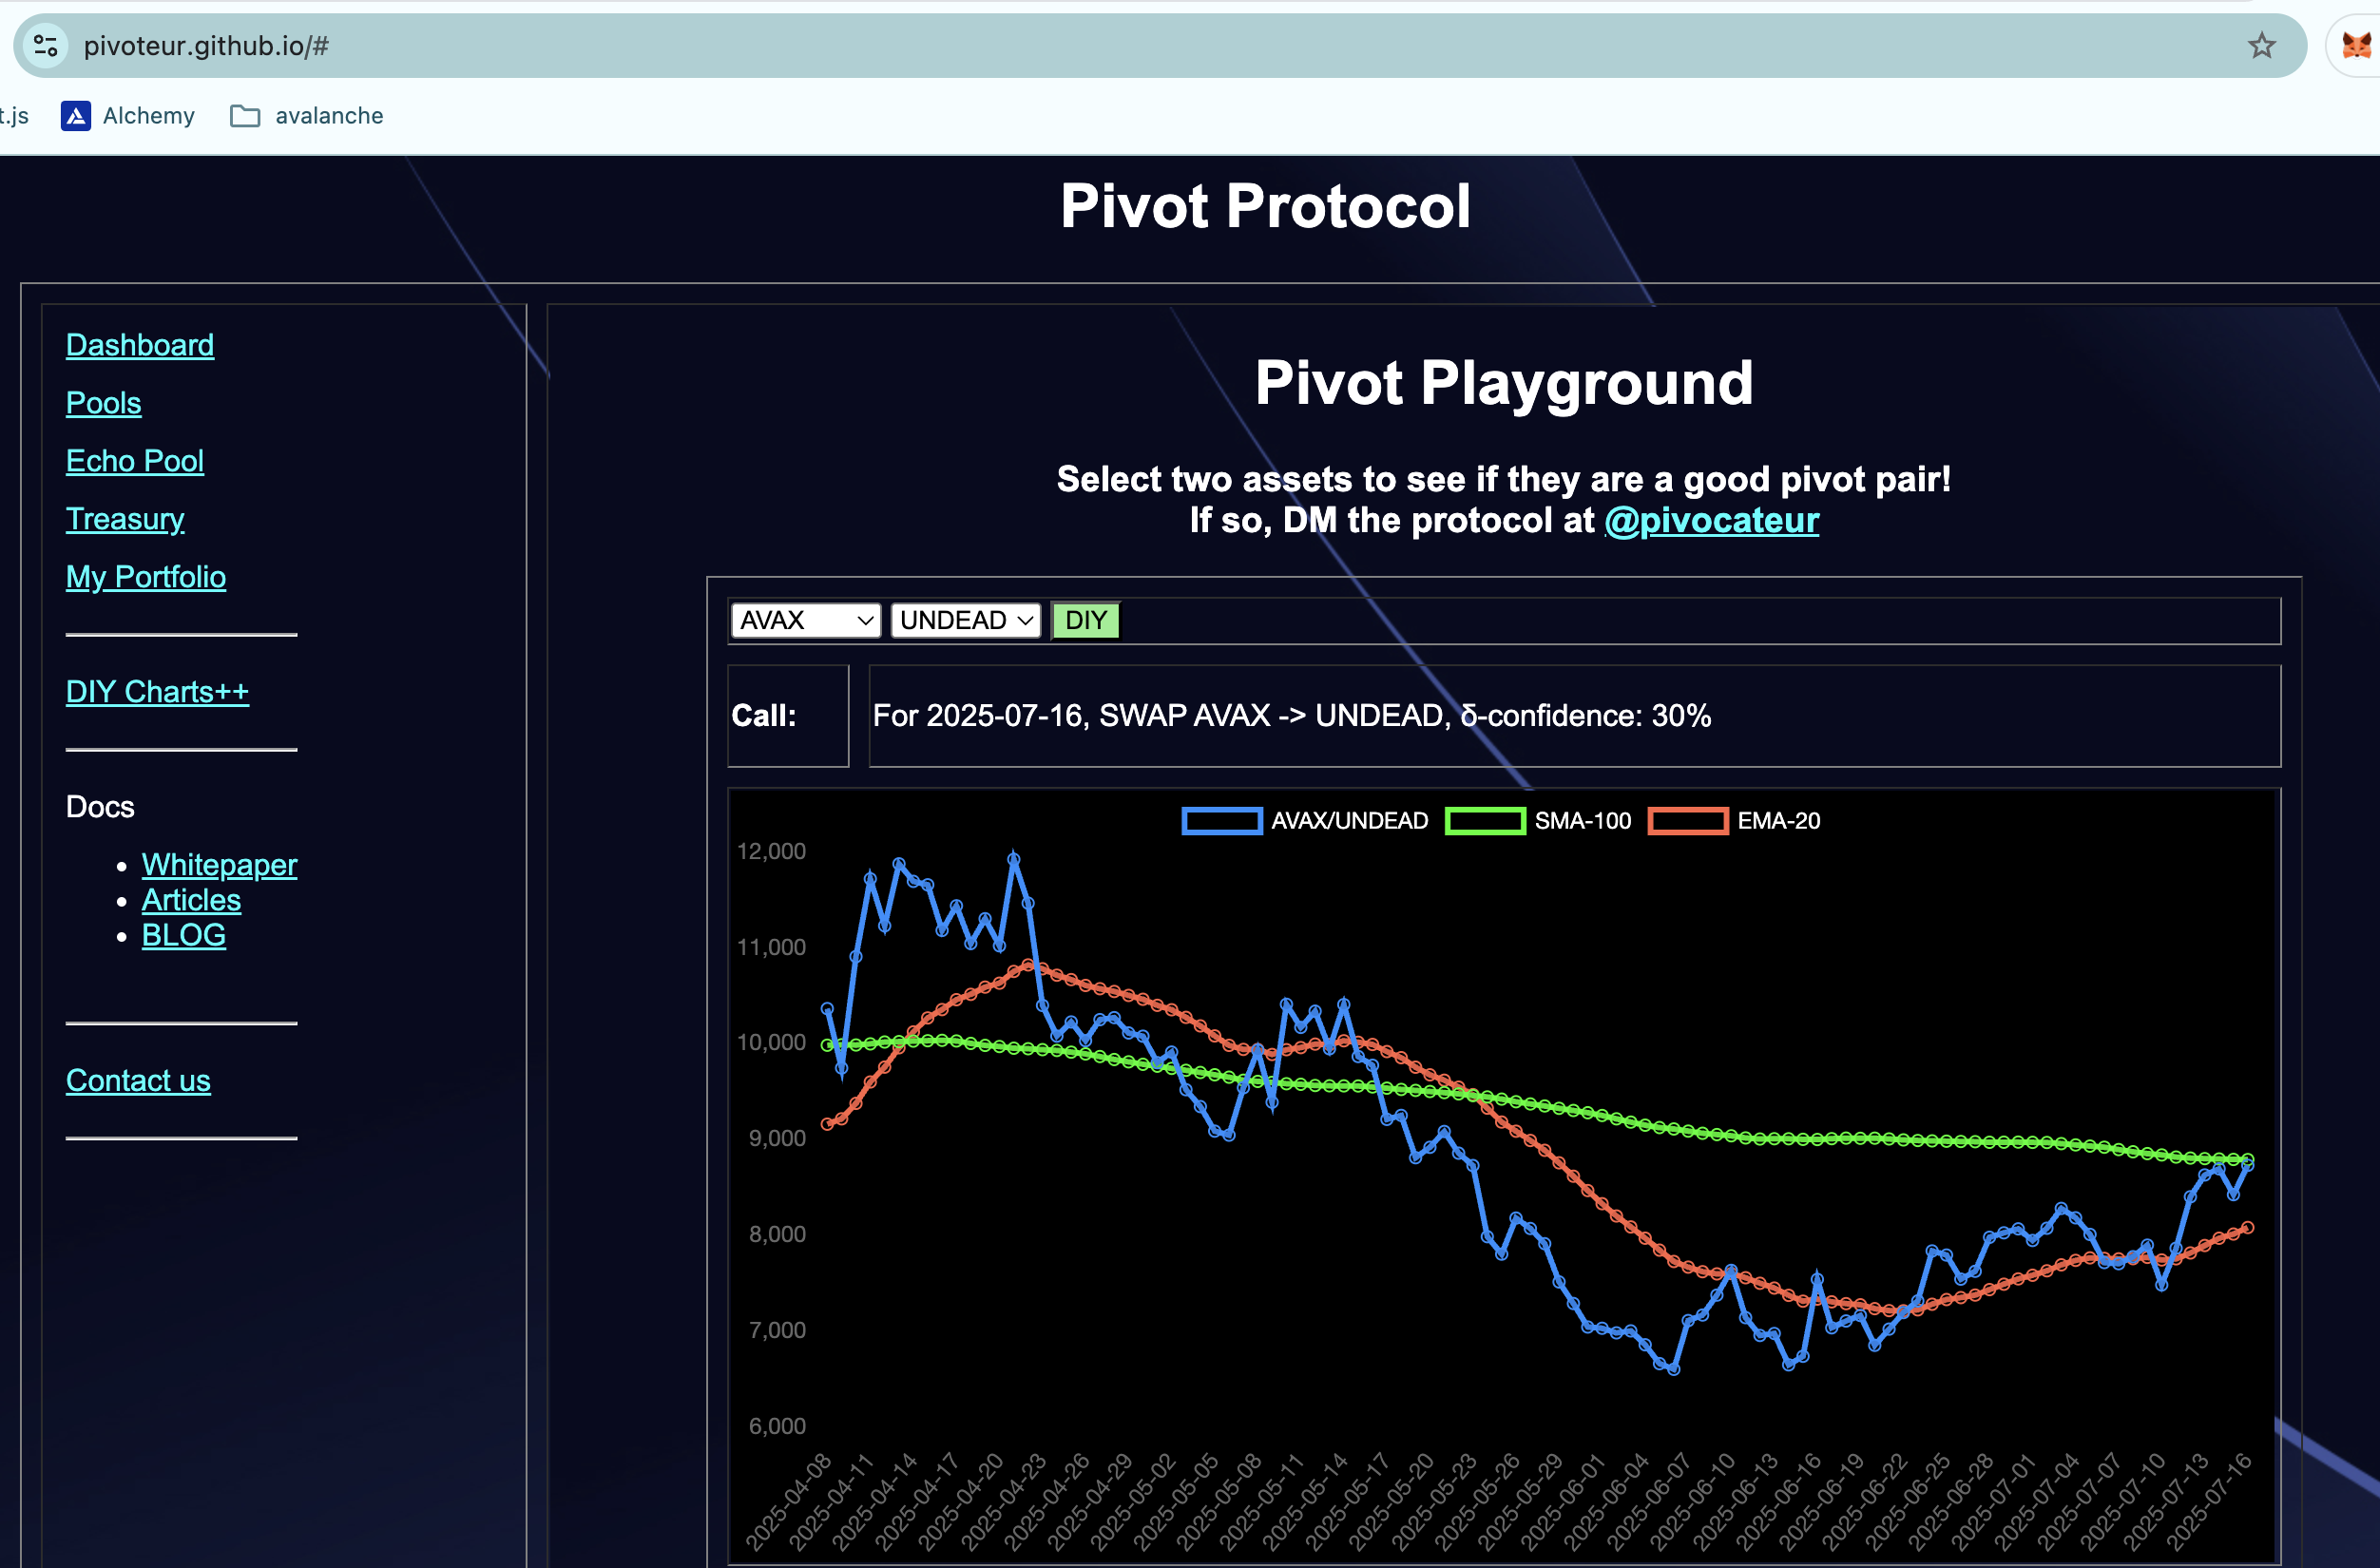 pivoteur.github.io/#
t.js Alchemy avalanche
Pivot Protocol
Dashboard
Pools
Echo Pool
Treasury
My Portfolio
DIY Charts++
Docs
Whitepaper
Articles
BLOG
Contact us
Pivot Playground
Select two assets to see if they are a good pivot pair!
If so, DM the protocol at @pivocateur
AVAX UNDEAD DIY
Call: For 2025-07-16, SWAP AVAX -> UNDEAD, δ-confidence: 30%
AVAX/UNDEAD SMA-100 EMA-20
12,000
11,000
10,000
9,000
8,000
7,000
6,000
2025-04-08
2025-04-11
2025-04-14
2025-04-17
2025-04-20
2025-04-23
2025-04-26
2025-04-29
2025-05-02
2025-05-05
2025-05-08
2025-05-11
2025-05-14
2025-05-17
2025-05-20
2025-05-23
2025-05-26
2025-05-29
2025-06-01
2025-06-04
2025-06-07
2025-06-10
2025-06-13
2025-06-16
2025-06-19
2025-06-22
2025-06-25
2025-06-28
2025-07-01
2025-07-04
2025-07-07
2025-07-10
2025-07-13
2025-07-16